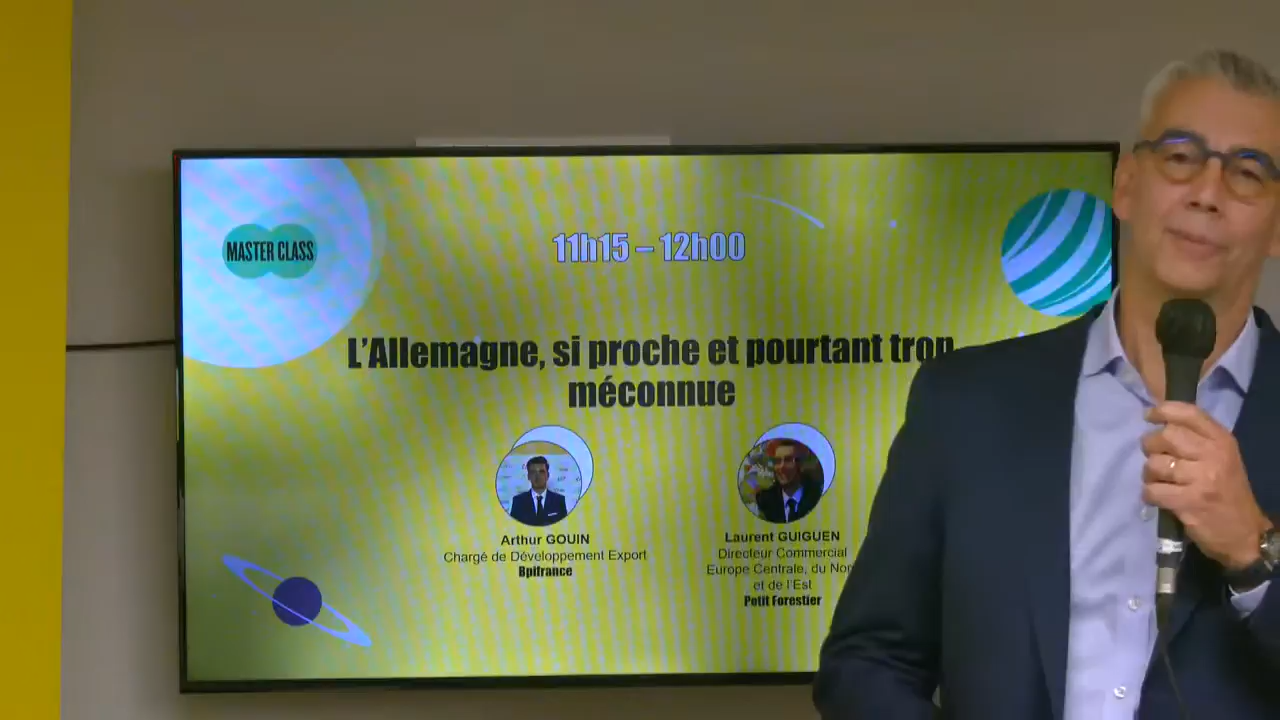 MASTER CLASS
11h15 – 12h00
L'Allemagne, si proche et pourtant trop
méconnue
Arthur GOUIN
Chargé de Développement Export
Bpifrance
Laurent GUIGUEN
Directeur Commercial
Europe Centrale, du Nor
et de l'Est
Petit Forestier